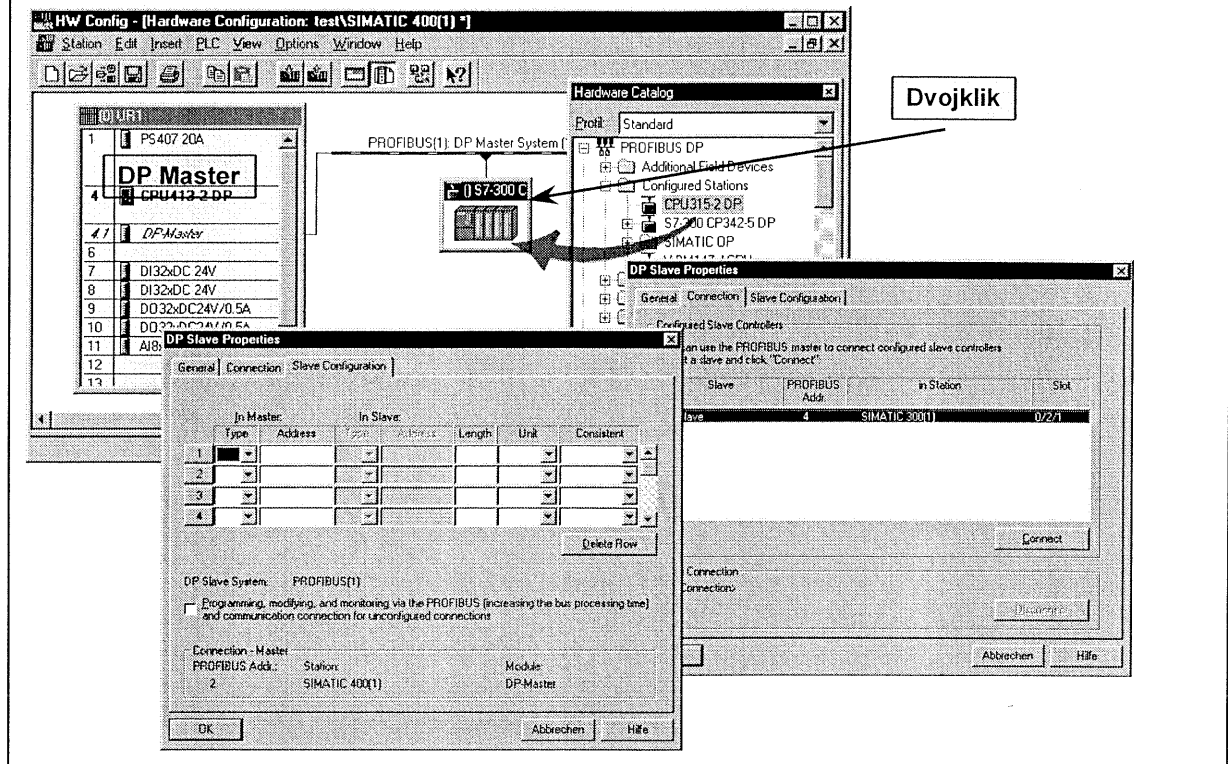 HW Config - [Hardware Configuration: test\SIMATIC 400(1) *]
Station Edit Insert PLC View Options Window Help
(0) UR1
1 PS407 20A
DP Master
4 CPU413-2 DP
4.1 DP-Master
6
7 DI32xDC 24V
8 DI32xDC 24V
9 DO32xDC24V/0.5A
10 DO32xDC24V/0.5A
11 AI8x
12
13
PROFIBUS(1): DP Master System (
() S7-300 C
Hardware Catalog
Dvojklik
Profil: Standard
PROFIBUS DP
Additional Field Devices
Configured Stations
CPU315-2 DP
S7-300 CP342-5 DP
SIMATIC OP
DP Slave Properties
General Connection Slave Configuration
Configured Slave Controllers
an use the PROFIBUS master to connect configured slave controllers
t a slave and click "Connect"
Slave PROFIBUS Addr. in Station Slot
lave 4 SIMATIC 300(1) 0/2/1
Connect
Connection
Connection>
Disconnect
Abbrechen Hilfe
DP Slave Properties
General Connection Slave Configuration
In Master: In Slave:
Type Address Type Address Length Unit Consistent
1
2
3
4
Delete Row
DP Slave System: PROFIBUS(1)
Programming, modifying, and monitoring via the PROFIBUS (increasing the bus processing time)
and communication connection for unconfigured connections
Connection - Master
PROFIBUS Addr.: Station: Module:
2 SIMATIC 400(1) DP-Master
OK Abbrechen Hilfe